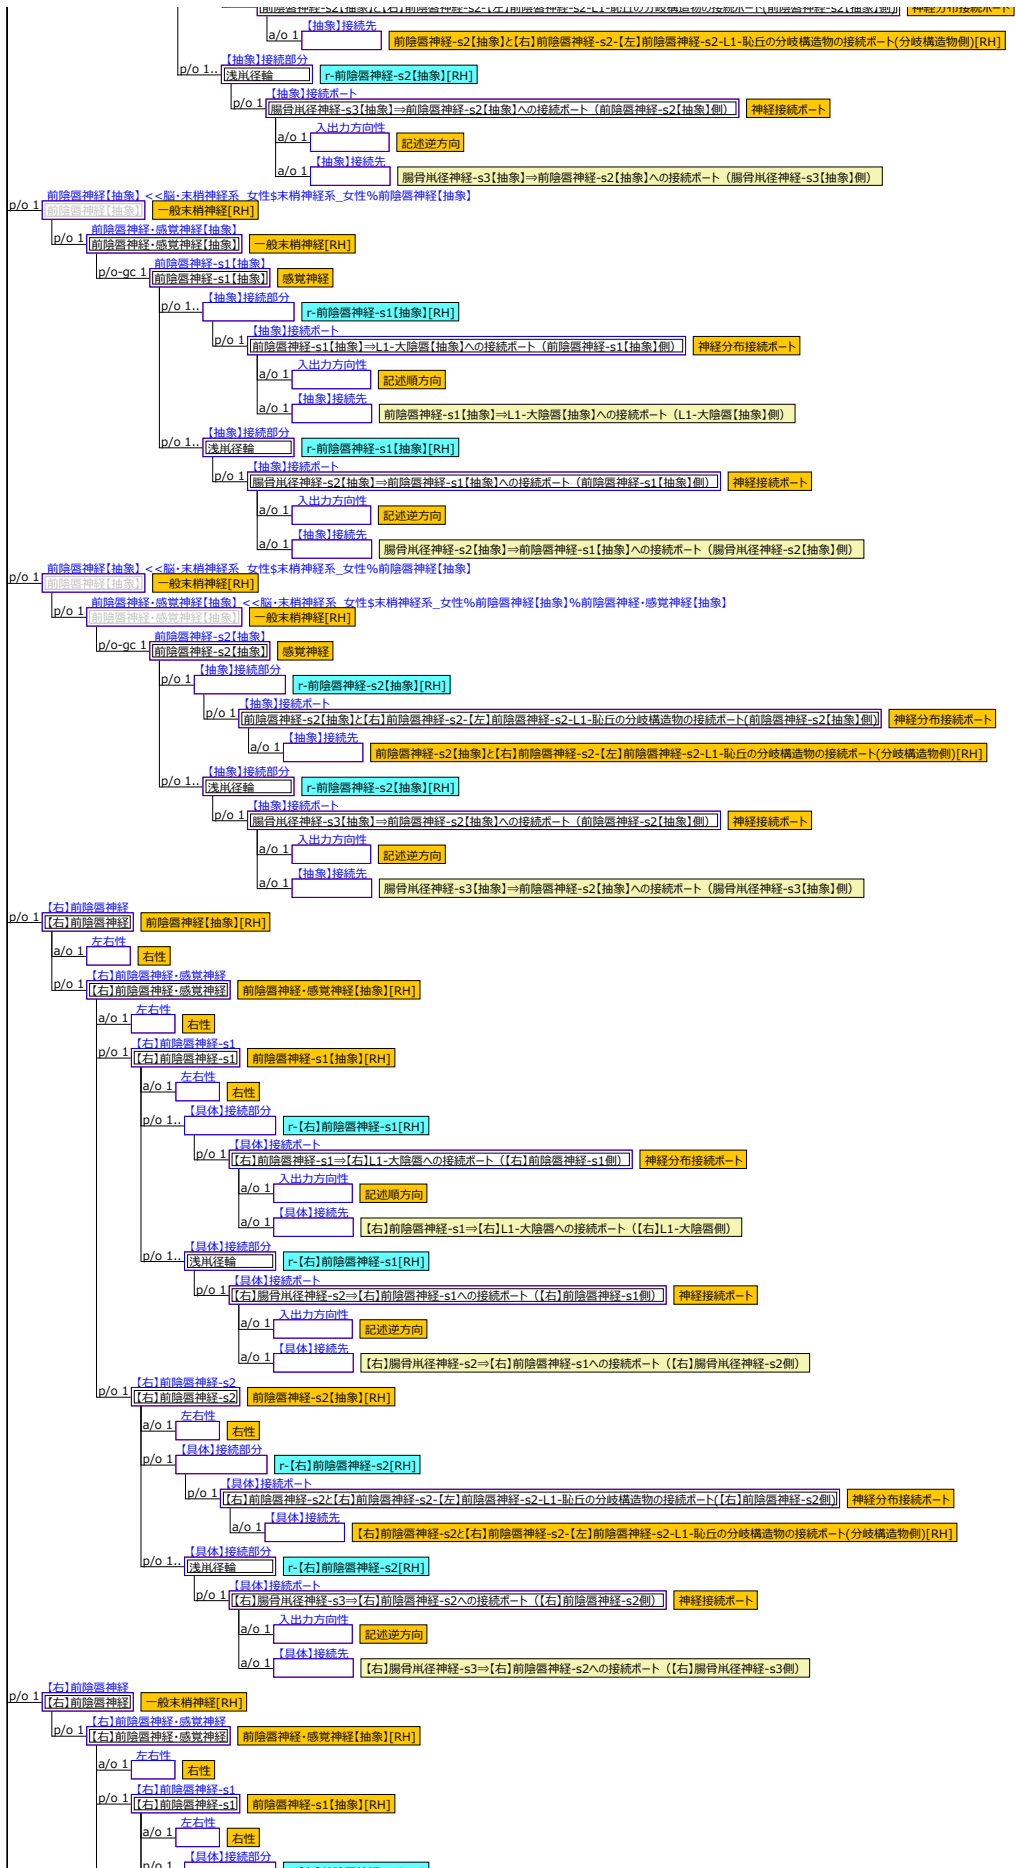 前陰唇神経-s2【抽象】と【右】前陰唇神経-s2-【左】前陰唇神経-s2-L1-恥丘の分岐構造物の接続ポート(前陰唇神経-s2【抽象】側) 神経分布接続ポート
【抽象】接続先
a/o 1 前陰唇神経-s2【抽象】と【右】前陰唇神経-s2-【左】前陰唇神経-s2-L1-恥丘の分岐構造物の接続ポート(分岐構造物側)[RH]
【抽象】接続部分
p/o 1.. 浅鼡径輪 r-前陰唇神経-s2【抽象】[RH]
【抽象】接続ポート
p/o 1 腸骨鼡径神経-s3【抽象】⇒前陰唇神経-s2【抽象】への接続ポート（前陰唇神経-s2【抽象】側） 神経接続ポート
入出力方向性
a/o 1 記述逆方向
【抽象】接続先
a/o 1 腸骨鼡径神経-s3【抽象】⇒前陰唇神経-s2【抽象】への接続ポート（腸骨鼡径神経-s3【抽象】側）
前陰唇神経【抽象】 <<脳・末梢神経系_女性$末梢神経系_女性%前陰唇神経【抽象】
p/o 1 前陰唇神経【抽象】 一般末梢神経[RH]
前陰唇神経・感覚神経【抽象】
p/o 1 前陰唇神経・感覚神経【抽象】 一般末梢神経[RH]
前陰唇神経-s1【抽象】
p/o-gc 1 前陰唇神経-s1【抽象】 感覚神経
【抽象】接続部分
p/o 1.. r-前陰唇神経-s1【抽象】[RH]
【抽象】接続ポート
p/o 1 前陰唇神経-s1【抽象】⇒L1-大陰唇【抽象】への接続ポート（前陰唇神経-s1【抽象】側） 神経分布接続ポート
入出力方向性
a/o 1 記述順方向
【抽象】接続先
a/o 1 前陰唇神経-s1【抽象】⇒L1-大陰唇【抽象】への接続ポート（L1-大陰唇【抽象】側）
【抽象】接続部分
p/o 1.. 浅鼡径輪 r-前陰唇神経-s1【抽象】[RH]
【抽象】接続ポート
p/o 1 腸骨鼡径神経-s2【抽象】⇒前陰唇神経-s1【抽象】への接続ポート（前陰唇神経-s1【抽象】側） 神経接続ポート
入出力方向性
a/o 1 記述逆方向
【抽象】接続先
a/o 1 腸骨鼡径神経-s2【抽象】⇒前陰唇神経-s1【抽象】への接続ポート（腸骨鼡径神経-s2【抽象】側）
前陰唇神経【抽象】 <<脳・末梢神経系_女性$末梢神経系_女性%前陰唇神経【抽象】
p/o 1 前陰唇神経【抽象】 一般末梢神経[RH]
前陰唇神経・感覚神経【抽象】 <<脳・末梢神経系_女性$末梢神経系_女性%前陰唇神経【抽象】%前陰唇神経・感覚神経【抽象】
p/o 1 前陰唇神経・感覚神経【抽象】 一般末梢神経[RH]
前陰唇神経-s2【抽象】
p/o-gc 1 前陰唇神経-s2【抽象】 感覚神経
【抽象】接続部分
p/o 1 r-前陰唇神経-s2【抽象】[RH]
【抽象】接続ポート
p/o 1 前陰唇神経-s2【抽象】と【右】前陰唇神経-s2-【左】前陰唇神経-s2-L1-恥丘の分岐構造物の接続ポート(前陰唇神経-s2【抽象】側) 神経分布接続ポート
【抽象】接続先
a/o 1 前陰唇神経-s2【抽象】と【右】前陰唇神経-s2-【左】前陰唇神経-s2-L1-恥丘の分岐構造物の接続ポート(分岐構造物側)[RH]
【抽象】接続部分
p/o 1.. 浅鼡径輪 r-前陰唇神経-s2【抽象】[RH]
【抽象】接続ポート
p/o 1 腸骨鼡径神経-s3【抽象】⇒前陰唇神経-s2【抽象】への接続ポート（前陰唇神経-s2【抽象】側） 神経接続ポート
入出力方向性
a/o 1 記述逆方向
【抽象】接続先
a/o 1 腸骨鼡径神経-s3【抽象】⇒前陰唇神経-s2【抽象】への接続ポート（腸骨鼡径神経-s3【抽象】側）
【右】前陰唇神経
p/o 1 【右】前陰唇神経 前陰唇神経【抽象】[RH]
左右性
a/o 1 右性
【右】前陰唇神経・感覚神経
p/o 1 【右】前陰唇神経・感覚神経 前陰唇神経・感覚神経【抽象】[RH]
左右性
a/o 1 右性
【右】前陰唇神経-s1
p/o 1 【右】前陰唇神経-s1 前陰唇神経-s1【抽象】[RH]
左右性
a/o 1 右性
【具体】接続部分
p/o 1.. r-【右】前陰唇神経-s1[RH]
【具体】接続ポート
p/o 1 【右】前陰唇神経-s1⇒【右】L1-大陰唇への接続ポート（【右】前陰唇神経-s1側） 神経分布接続ポート
入出力方向性
a/o 1 記述順方向
【具体】接続先
a/o 1 【右】前陰唇神経-s1⇒【右】L1-大陰唇への接続ポート（【右】L1-大陰唇側）
【具体】接続部分
p/o 1.. 浅鼡径輪 r-【右】前陰唇神経-s1[RH]
【具体】接続ポート
p/o 1 【右】腸骨鼡径神経-s2⇒【右】前陰唇神経-s1への接続ポート（【右】前陰唇神経-s1側） 神経接続ポート
入出力方向性
a/o 1 記述逆方向
【具体】接続先
a/o 1 【右】腸骨鼡径神経-s2⇒【右】前陰唇神経-s1への接続ポート（【右】腸骨鼡径神経-s2側）
【右】前陰唇神経-s2
p/o 1 【右】前陰唇神経-s2 前陰唇神経-s2【抽象】[RH]
左右性
a/o 1 右性
【具体】接続部分
p/o 1 r-【右】前陰唇神経-s2[RH]
【具体】接続ポート
p/o 1 【右】前陰唇神経-s2と【右】前陰唇神経-s2-【左】前陰唇神経-s2-L1-恥丘の分岐構造物の接続ポート(【右】前陰唇神経-s2側) 神経分布接続ポート
【具体】接続先
a/o 1 【右】前陰唇神経-s2と【右】前陰唇神経-s2-【左】前陰唇神経-s2-L1-恥丘の分岐構造物の接続ポート(分岐構造物側)[RH]
【具体】接続部分
p/o 1.. 浅鼡径輪 r-【右】前陰唇神経-s2[RH]
【具体】接続ポート
p/o 1 【右】腸骨鼡径神経-s3⇒【右】前陰唇神経-s2への接続ポート（【右】前陰唇神経-s2側） 神経接続ポート
入出力方向性
a/o 1 記述逆方向
【具体】接続先
a/o 1 【右】腸骨鼡径神経-s3⇒【右】前陰唇神経-s2への接続ポート（【右】腸骨鼡径神経-s3側）
【右】前陰唇神経
p/o 1 【右】前陰唇神経 一般末梢神経[RH]
【右】前陰唇神経・感覚神経
p/o 1 【右】前陰唇神経・感覚神経 前陰唇神経・感覚神経【抽象】[RH]
左右性
a/o 1 右性
【右】前陰唇神経-s1
p/o 1 【右】前陰唇神経-s1 前陰唇神経-s1【抽象】[RH]
左右性
a/o 1 右性
【具体】接続部分
p/o 1